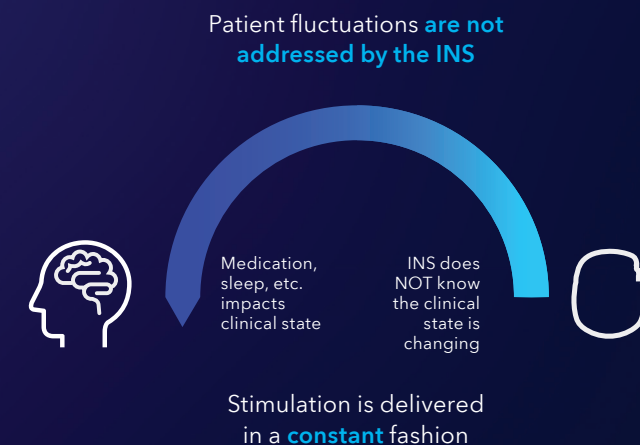 Patient fluctuations are not
addressed by the INS
Medication,
sleep, etc.
impacts
clinical state
INS does
NOT know
the clinical
state is
changing
Stimulation is delivered
in a constant fashion